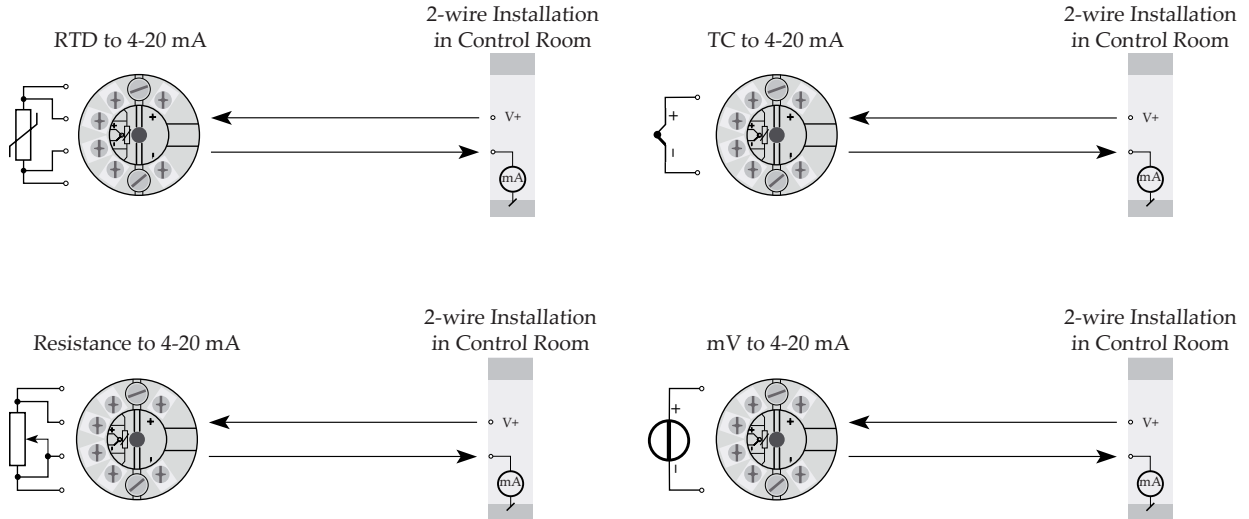 RTD to 4-20 mA
2-wire Installation
in Control Room
+
-
+
-
V+
mA
TC to 4-20 mA
2-wire Installation
in Control Room
+
-
+
-
+
-
V+
mA
Resistance to 4-20 mA
2-wire Installation
in Control Room
+
-
+
-
V+
mA
mV to 4-20 mA
2-wire Installation
in Control Room
+
-
+
-
+
-
V+
mA